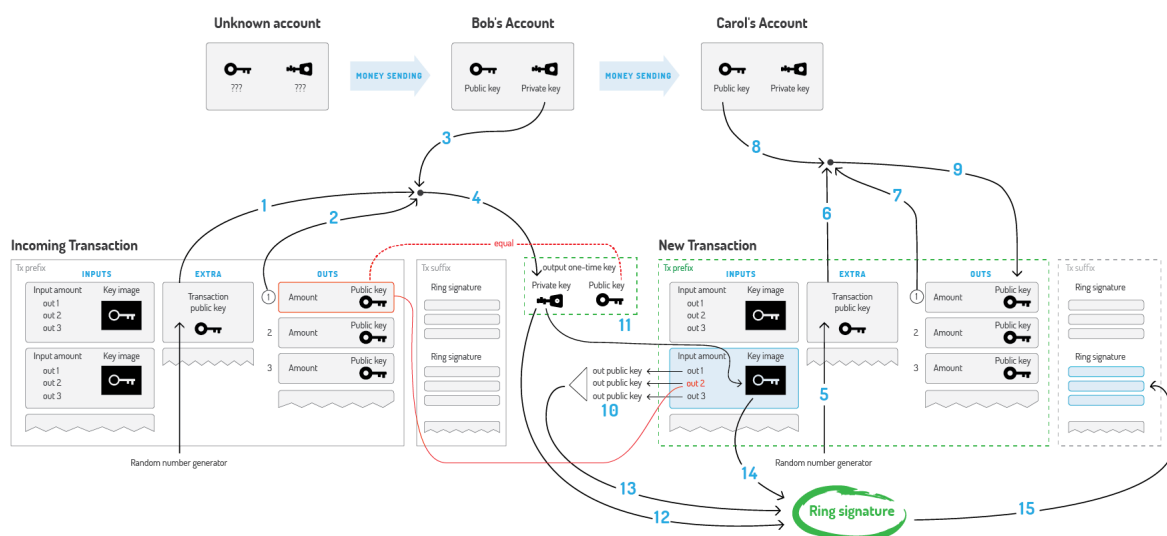 Unknown account
Bob's Account
Carol's Account
???
???
MONEY SENDING
Public key
Private key
MONEY SENDING
Public key
Private key
3
8
9
1
2
4
6
7
Incoming Transaction
equal
New Transaction
Tx prefix
INPUTS
EXTRA
OUTS
Tx suffix
output one-time key
Tx prefix
INPUTS
EXTRA
OUTS
Tx suffix
Input amount
Key image
out 1
out 2
out 3
Transaction
public key
1
Amount
Public key
2
Amount
Public key
3
Amount
Public key
Input amount
Key image
out 1
out 2
out 3
Ring signature
Ring signature
Private key
Public key
11
Input amount
Key image
out 1
out 2
out 3
Transaction
public key
1
Amount
Public key
2
Amount
Public key
3
Amount
Public key
Ring signature
Ring signature
out public key
out public key
out public key
10
Input amount
Key image
out 1
out 2
out 3
5
Random number generator
Random number generator
14
13
12
Ring signature
15